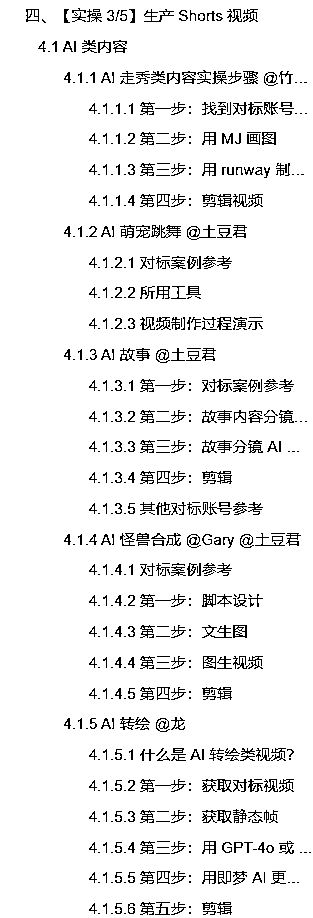 四、【实操 3/5】生产 Shorts 视频
4.1 AI 类内容
4.1.1 AI 走秀类内容实操步骤 @竹...
4.1.1.1 第一步：找到对标账号...
4.1.1.2 第二步：用 MJ 画图
4.1.1.3 第三步：用 runway 制...
4.1.1.4 第四步：剪辑视频
4.1.2 AI 萌宠跳舞 @土豆君
4.1.2.1 对标案例参考
4.1.2.2 所用工具
4.1.2.3 视频制作过程演示
4.1.3 AI 故事 @土豆君
4.1.3.1 第一步：对标案例参考
4.1.3.2 第二步：故事内容分镜...
4.1.3.3 第三步：故事分镜 AI ...
4.1.3.4 第四步：剪辑
4.1.3.5 其他对标账号参考
4.1.4 AI 怪兽合成 @Gary @土豆君
4.1.4.1 对标案例参考
4.1.4.2 第一步：脚本设计
4.1.4.3 第二步：文生图
4.1.4.4 第三步：图生视频
4.1.4.5 第四步：剪辑
4.1.5 AI 转绘 @龙
4.1.5.1 什么是 AI 转绘类视频？
4.1.5.2 第一步：获取对标视频
4.1.5.3 第二步：获取静态帧
4.1.5.4 第三步：用 GPT-4o 或 ...
4.1.5.5 第四步：用即梦 AI 更...
4.1.5.6 第五步：剪辑